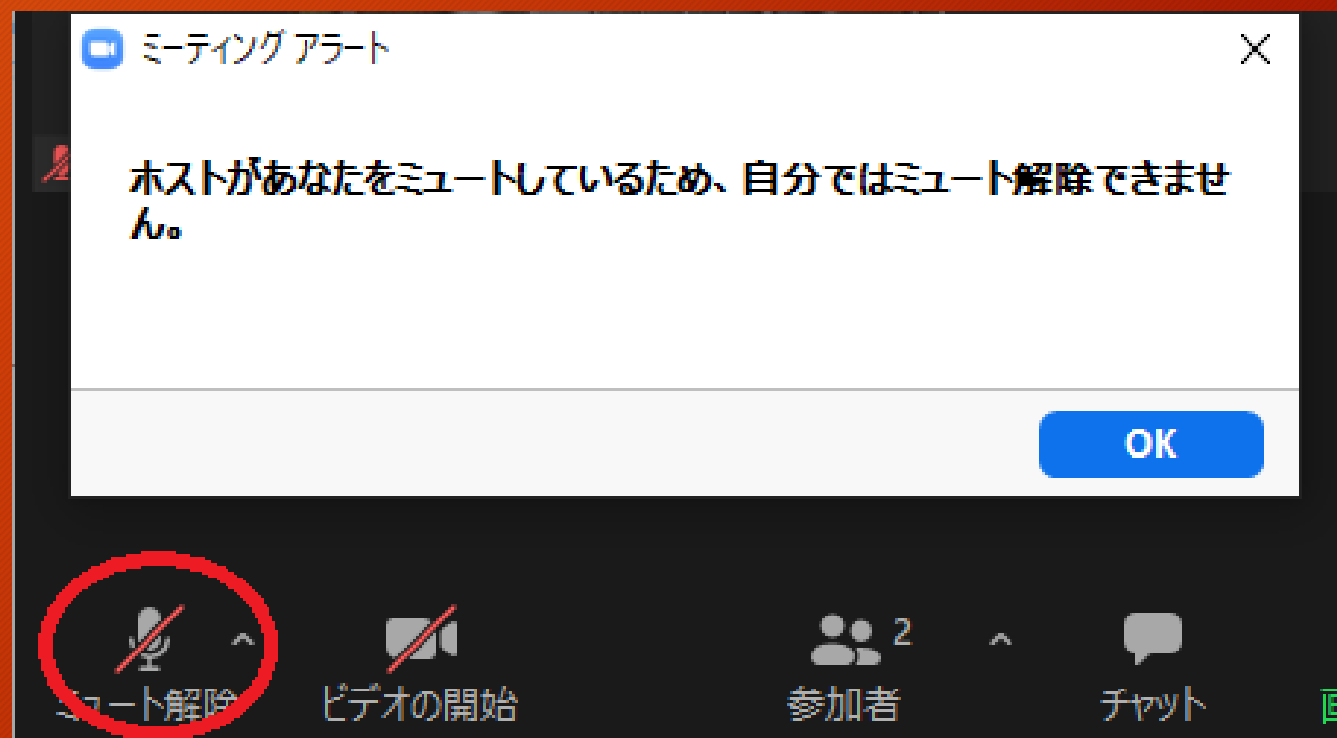 ミーティング アラート
ホストがあなたをミュートしているため、自分ではミュート解除できませ
ん。
OK
2
ミュート解除 ビデオの開始 参加者 チャット